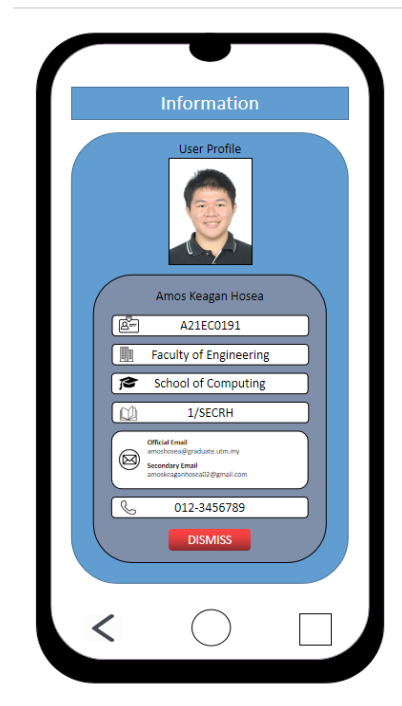 Information
User Profile
Amos Keagan Hosea
A21EC0191
Faculty of Engineering
School of Computing
1/SECRH
Official Email
amoshosea@graduate.utm.my
Secondary Email
amoskeaganhosea02@gmail.com
012-3456789
DISMISS